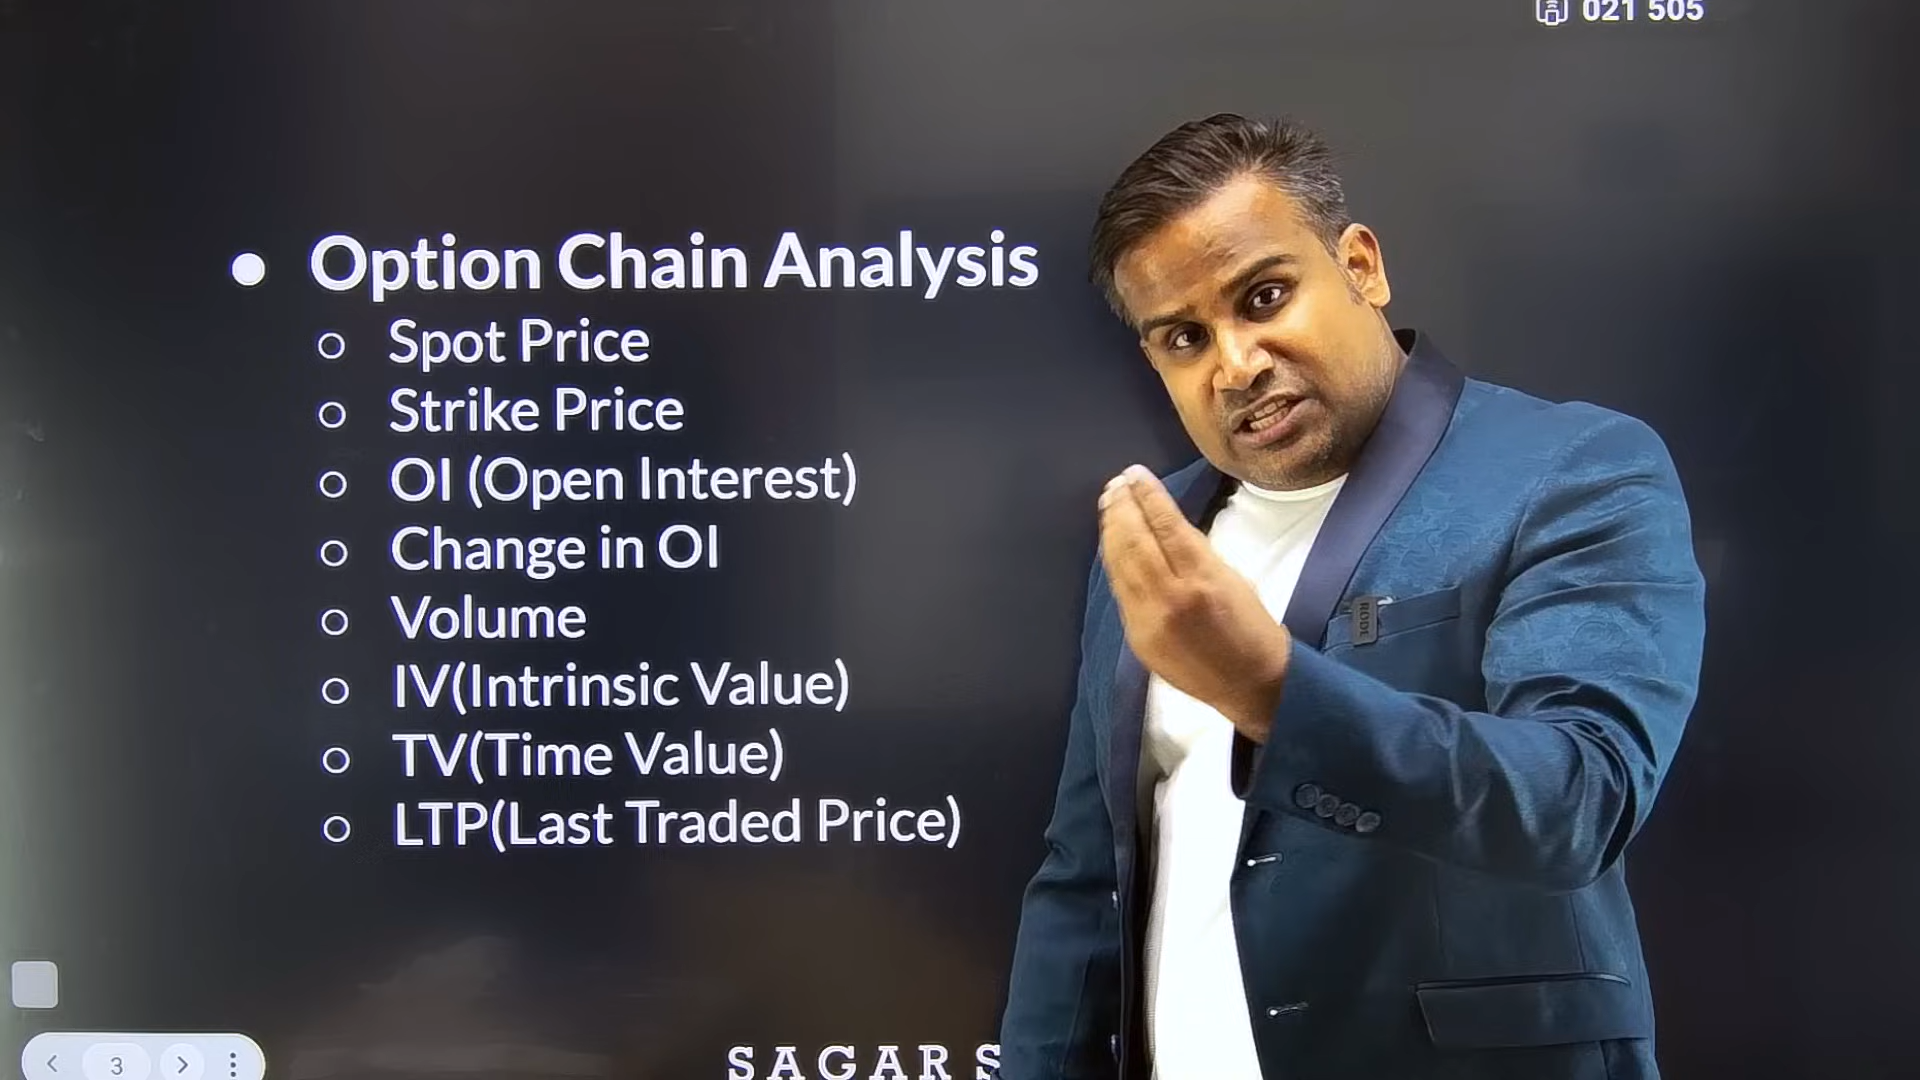 021 505
Option Chain Analysis
Spot Price
Strike Price
OI (Open Interest)
Change in OI
Volume
IV(Intrinsic Value)
TV(Time Value)
LTP(Last Traded Price)
RODE
SAGAR S
3